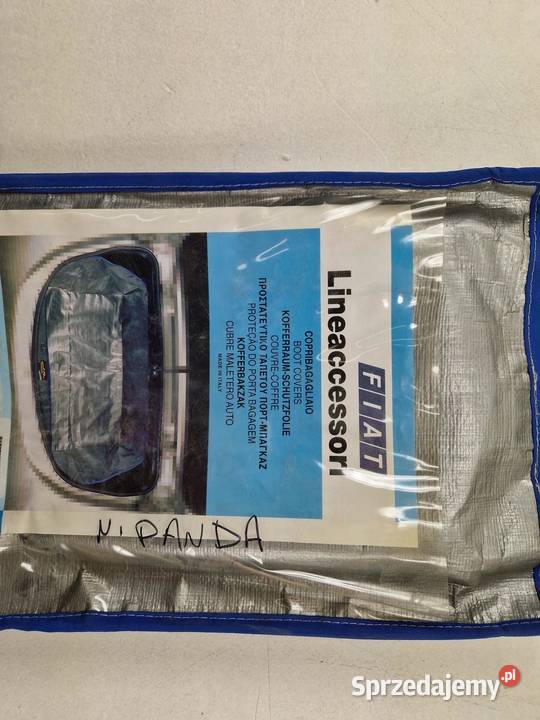 FIAT
Lineaccessori
COPRIBAGAGLIAIO
BOOT COVERS
KOFFERRAUM-SCHUTZFOLIE
COUVRE-COFFRE
ΠΡΟΣΤΑΤΕΥΤΙΚΟ ΤΑΠΕΤΟΥ ΠΟΡΤ-ΜΠΑΓΚΑΖ
PROTEÇAO DO PORTA BAGAGEM
CUBRE MALETERO AUTO
KOFFERBAKZAK
MADE IN ITALY
N. PANDA
Sprzedajemy.pl